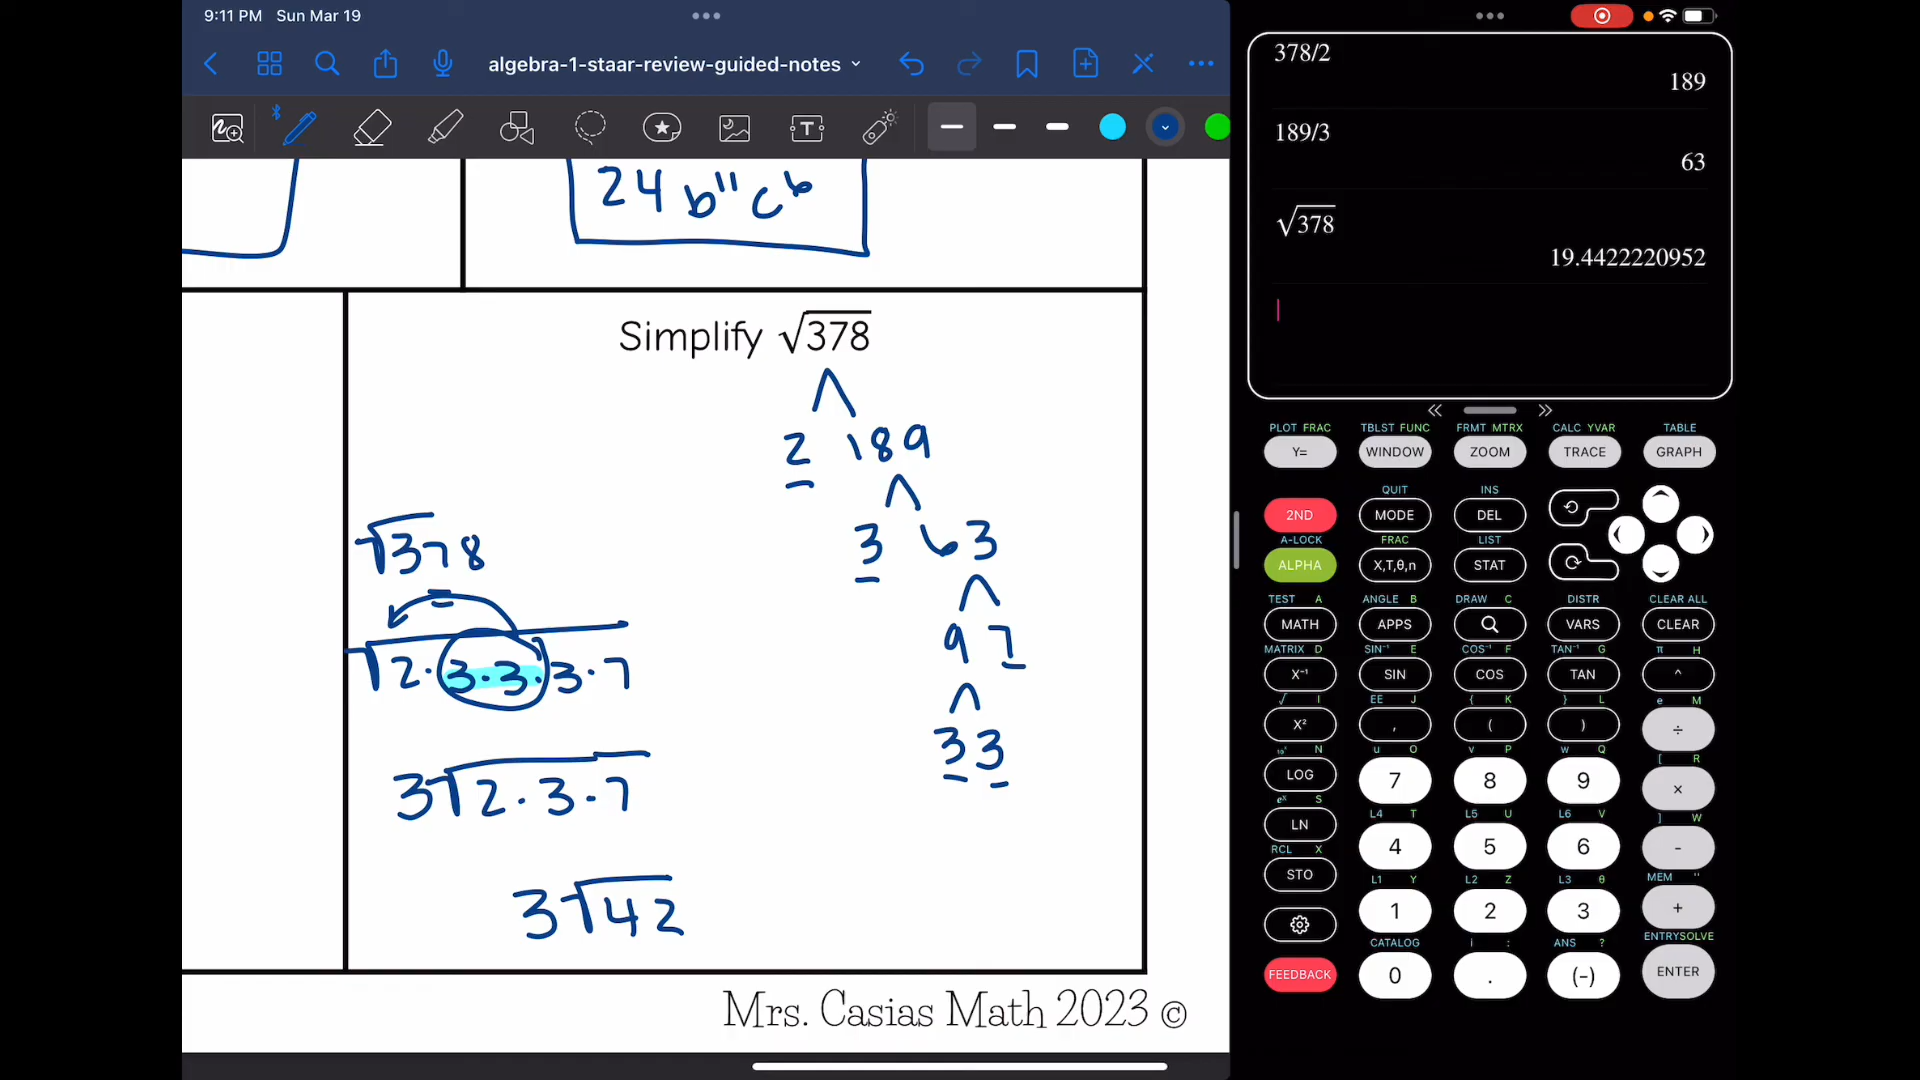 9:11 PM Sun Mar 19
algebra-1-staar-review-guided-notes
T
24 b¹¹ c⁶
Simplify √378
2 189
3 63
9 7
3 3
√378
√2·3·3·3·7
3√2·3·7
3√42
Mrs. Casias Math 2023 ©
378/2
189
189/3
63
√378
19.4422220952
PLOT FRAC TBLST FUNC FRMT MTRX CALC YVAR TABLE
Y= WINDOW ZOOM TRACE GRAPH
QUIT INS
2ND MODE DEL
A-LOCK FRAC LIST
ALPHA X,T,θ,n STAT
TEST A ANGLE B DRAW C DISTR CLEAR ALL
MATH APPS VARS CLEAR
MATRIX D SIN⁻¹ E COS⁻¹ F TAN⁻¹ G π H
X⁻¹ SIN COS TAN ^
√ I EE J { K } L e M
X² , ( ) ÷
10ˣ N u O v P w Q [ R
LOG 7 8 9 ×
eˣ S L4 T L5 U L6 V ] W
LN 4 5 6 -
RCL X L1 Y L2 Z L3 θ MEM "
STO 1 2 3 +
CATALOG i : ANS ? ENTRY SOLVE
FEEDBACK 0 . (-) ENTER